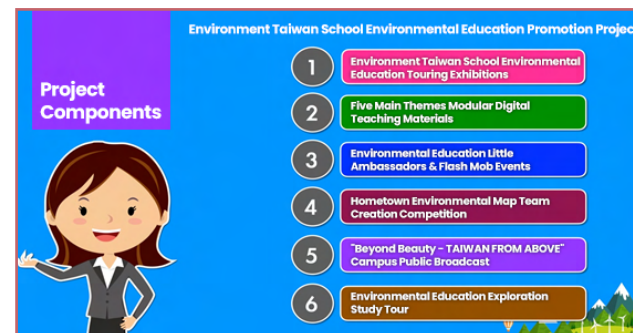 Environment Taiwan School Environmental Education Promotion Projec
Project
Components
1
Environment Taiwan School Environmental
Education Touring Exhibitions
2
Five Main Themes Modular Digital
Teaching Materials
3
Environmental Education Little
Ambassadors & Flash Mob Events
4
Hometown Environmental Map Team
Creation Competition
5
"Beyond Beauty - TAIWAN FROM ABOVE"
Campus Public Broadcast
6
Environmental Education Exploration
Study Tour